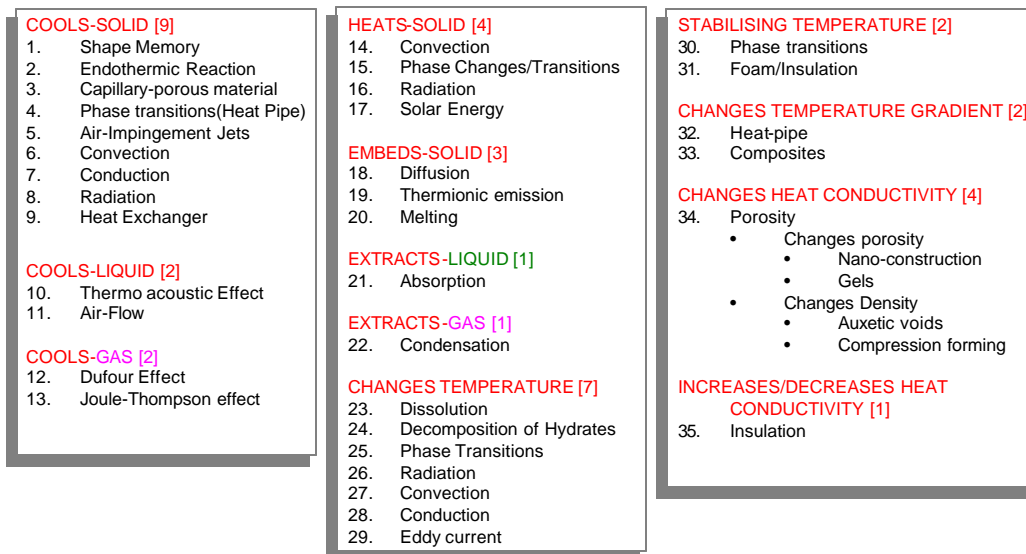 COOLS-SOLID [9]
1. Shape Memory
2. Endothermic Reaction
3. Capillary-porous material
4. Phase transitions(Heat Pipe)
5. Air-Impingement Jets
6. Convection
7. Conduction
8. Radiation
9. Heat Exchanger
COOLS-LIQUID [2]
10. Thermo acoustic Effect
11. Air-Flow
COOLS-GAS [2]
12. Dufour Effect
13. Joule-Thompson effect
HEATS-SOLID [4]
14. Convection
15. Phase Changes/Transitions
16. Radiation
17. Solar Energy
EMBEDS-SOLID [3]
18. Diffusion
19. Thermionic emission
20. Melting
EXTRACTS-LIQUID [1]
21. Absorption
EXTRACTS-GAS [1]
22. Condensation
CHANGES TEMPERATURE [7]
23. Dissolution
24. Decomposition of Hydrates
25. Phase Transitions
26. Radiation
27. Convection
28. Conduction
29. Eddy current
STABILISING TEMPERATURE [2]
30. Phase transitions
31. Foam/Insulation
CHANGES TEMPERATURE GRADIENT [2]
32. Heat-pipe
33. Composites
CHANGES HEAT CONDUCTIVITY [4]
34. Porosity
• Changes porosity
• Nano-construction
• Gels
• Changes Density
• Auxetic voids
• Compression forming
INCREASES/DECREASES HEAT
CONDUCTIVITY [1]
35. Insulation